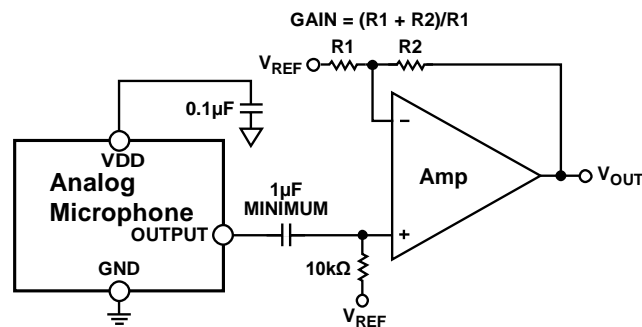 GAIN = (R1 + R2)/R1
R1
R2
VREF
0.1µF
VDD
Analog
Microphone
OUTPUT
GND
1µF
MINIMUM
10kΩ
VREF
−
+
Amp
VOUT